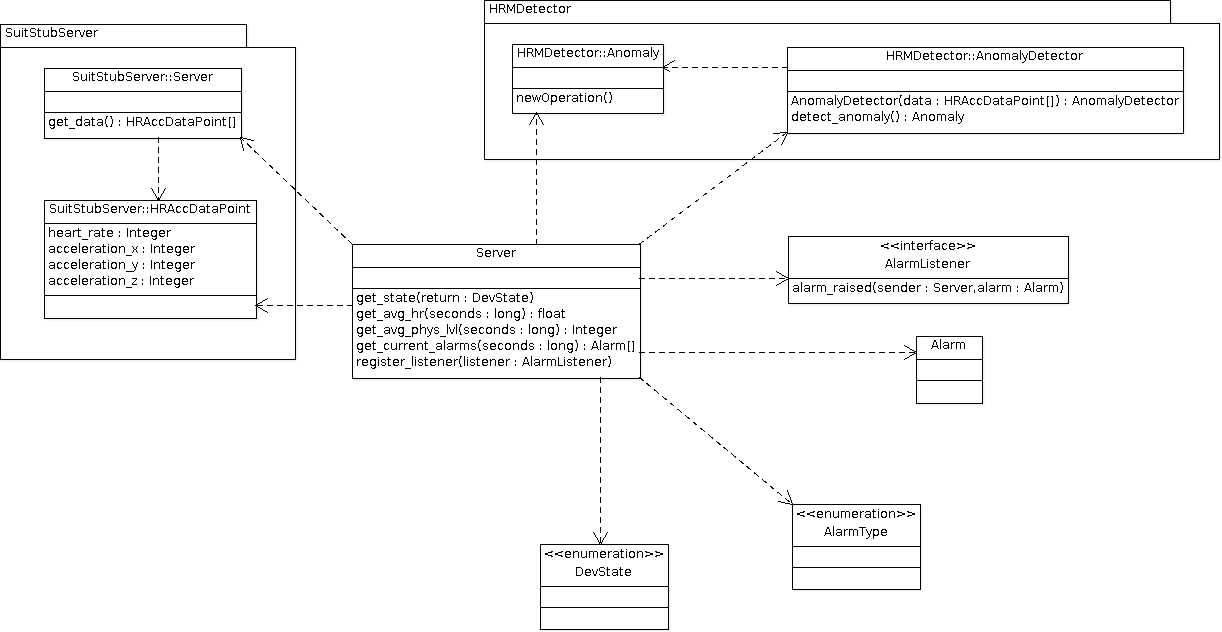 SuitStubServer
SuitStubServer::Server
get_data() : HRAccDataPoint[]
SuitStubServer::HRAccDataPoint
heart_rate : Integer
acceleration_x : Integer
acceleration_y : Integer
acceleration_z : Integer
HRMDetector
HRMDetector::Anomaly
newOperation()
HRMDetector::AnomalyDetector
AnomalyDetector(data : HRAccDataPoint[]) : AnomalyDetector
detect_anomaly() : Anomaly
Server
get_state(return : DevState)
get_avg_hr(seconds : long) : float
get_avg_phys_lvl(seconds : long) : Integer
get_current_alarms(seconds : long) : Alarm[]
register_listener(listener : AlarmListener)
<<interface>>
AlarmListener
alarm_raised(sender : Server,alarm : Alarm)
Alarm
<<enumeration>>
AlarmType
<<enumeration>>
DevState